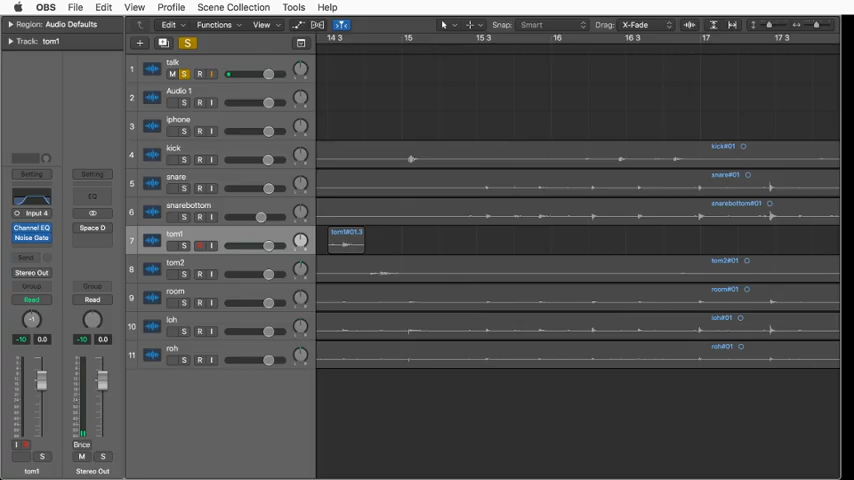 OBS File Edit View Profile Scene Collection Tools Help
Region: Audio Defaults
Edit Functions View Snap: Smart Drag: X-Fade
Track: tom1
S
14 3 15 15 3 16 16 3 17 17 3
1 talk
M S R I
2 Audio 1
S R I
3 iphone
S R I
4 kick
S R I
kick#01
5 snare
S R I
snare#01
6 snarebottom
S R I
snarebottom#01
7 tom1
S R I
tom1#01.3
8 tom2
S R I
tom2#01
9 room
S R I
room#01
10 loh
S R I
loh#01
11 roh
S R I
roh#01
Setting Setting
EQ
Input 4
Channel EQ Space D
Noise Gate
Send
Stereo Out
Group Group
Read Read
-1
-10 0.0 -10 0.0
I R Bnce
S M S
tom1 Stereo Out